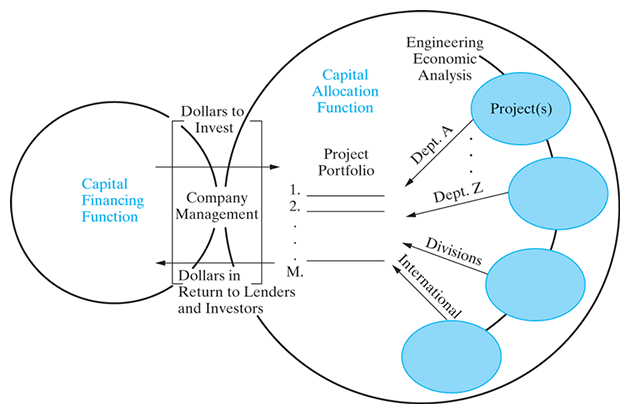 Engineering
Economic
Analysis
Capital
Allocation
Function
Project(s)
Dollars to
Invest
Dept. A
Project
Portfolio
Capital
Financing
Function
Company
Management
1.
2.
.
.
.
M.
Dept. Z
Divisions
International
Dollars in
Return to Lenders
and Investors